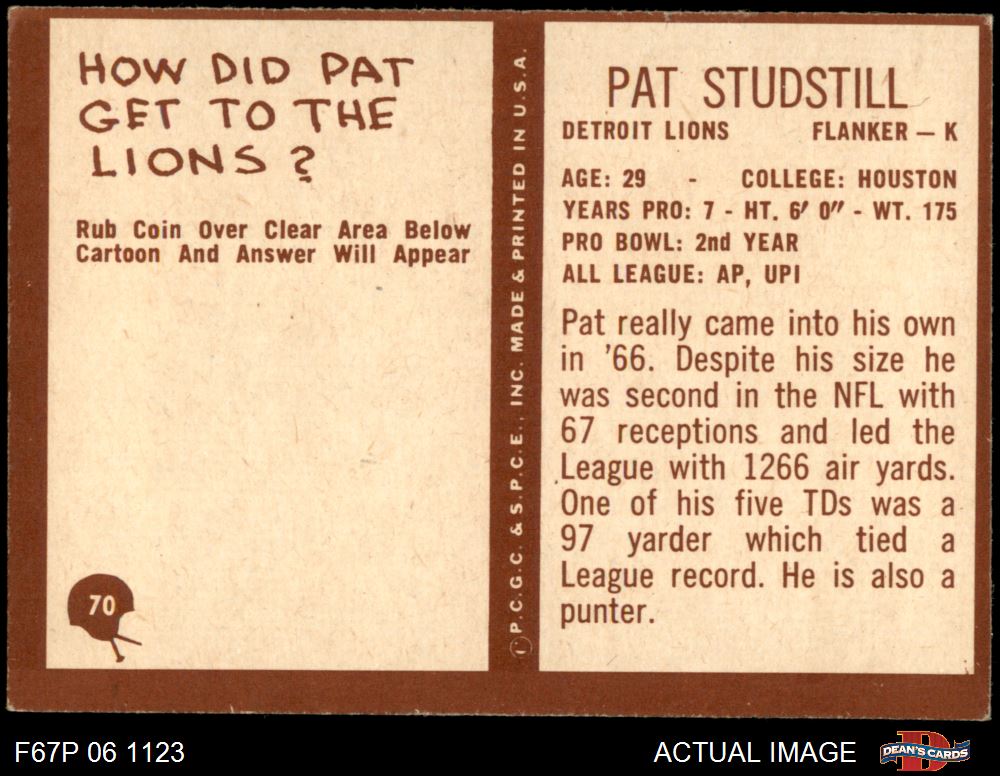 HOW DID PAT
GET TO THE
LIONS ?
Rub Coin Over Clear Area Below
Cartoon And Answer Will Appear
70
P.C.G.C. & S.P.C.E., INC. MADE & PRINTED IN U.S.A.
PAT STUDSTILL
DETROIT LIONS FLANKER — K
AGE: 29 - COLLEGE: HOUSTON
YEARS PRO: 7 - HT. 6′ 0″ - WT. 175
PRO BOWL: 2nd YEAR
ALL LEAGUE: AP, UPI
Pat really came into his own
in '66. Despite his size he
was second in the NFL with
67 receptions and led the
League with 1266 air yards.
One of his five TDs was a
97 yarder which tied a
League record. He is also a
punter.
F67P 06 1123
ACTUAL IMAGE
DEAN'S CARDS